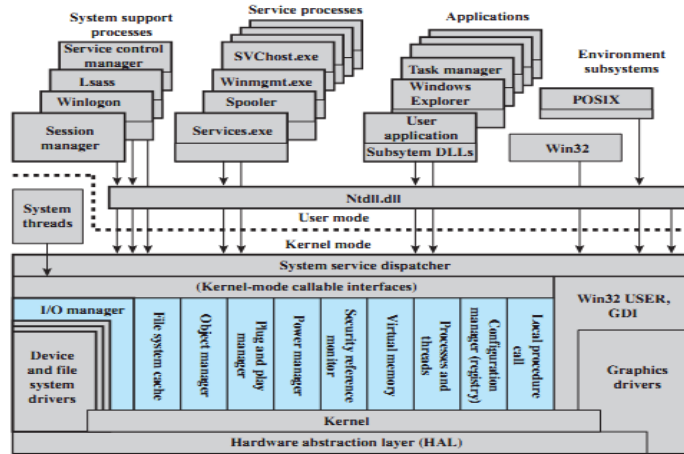 System support
processes
Service processes
Applications
Environment
subsystems
Service control
manager
Lsass
Winlogon
Session
manager
SVChost.exe
Winmgmt.exe
Spooler
Services.exe
Task manager
Windows
Explorer
User
application
Subsytem DLLs
POSIX
Win32
System
threads
Ntdll.dll
User mode
Kernel mode
System service dispatcher
(Kernel-mode callable interfaces)
I/O manager
Device and
file system
drivers
File system cache
Object manager
Plug and play
manager
Power manager
Security reference
monitor
Virtual memory
Processes and
threads
Configuration
manager (registry)
Local procedure
call
Win32 USER,
GDI
Graphics
drivers
Kernel
Hardware abstraction layer (HAL)